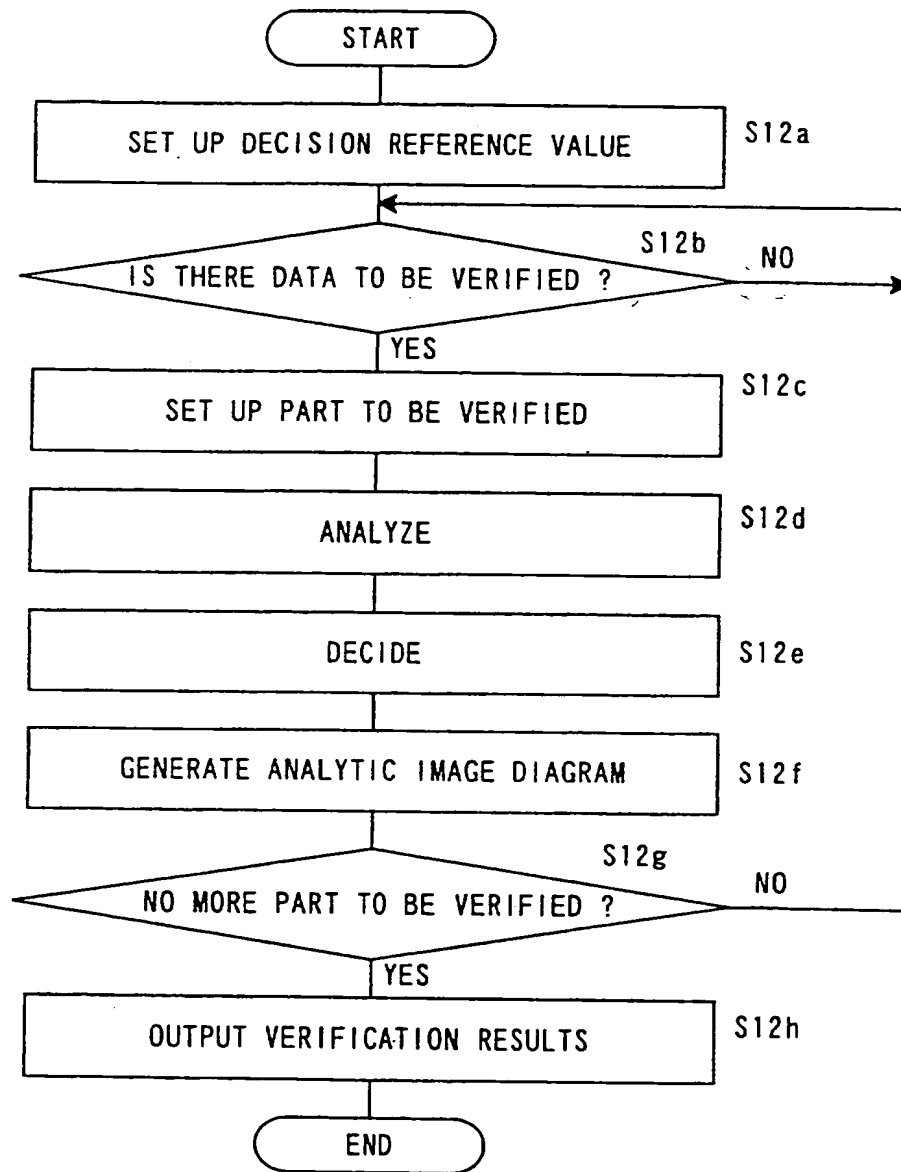 START
SET UP DECISION REFERENCE VALUE
S12a
S12b
IS THERE DATA TO BE VERIFIED ?
NO
YES
SET UP PART TO BE VERIFIED
S12c
ANALYZE
S12d
DECIDE
S12e
GENERATE ANALYTIC IMAGE DIAGRAM
S12f
S12g
NO MORE PART TO BE VERIFIED ?
NO
YES
OUTPUT VERIFICATION RESULTS
S12h
END